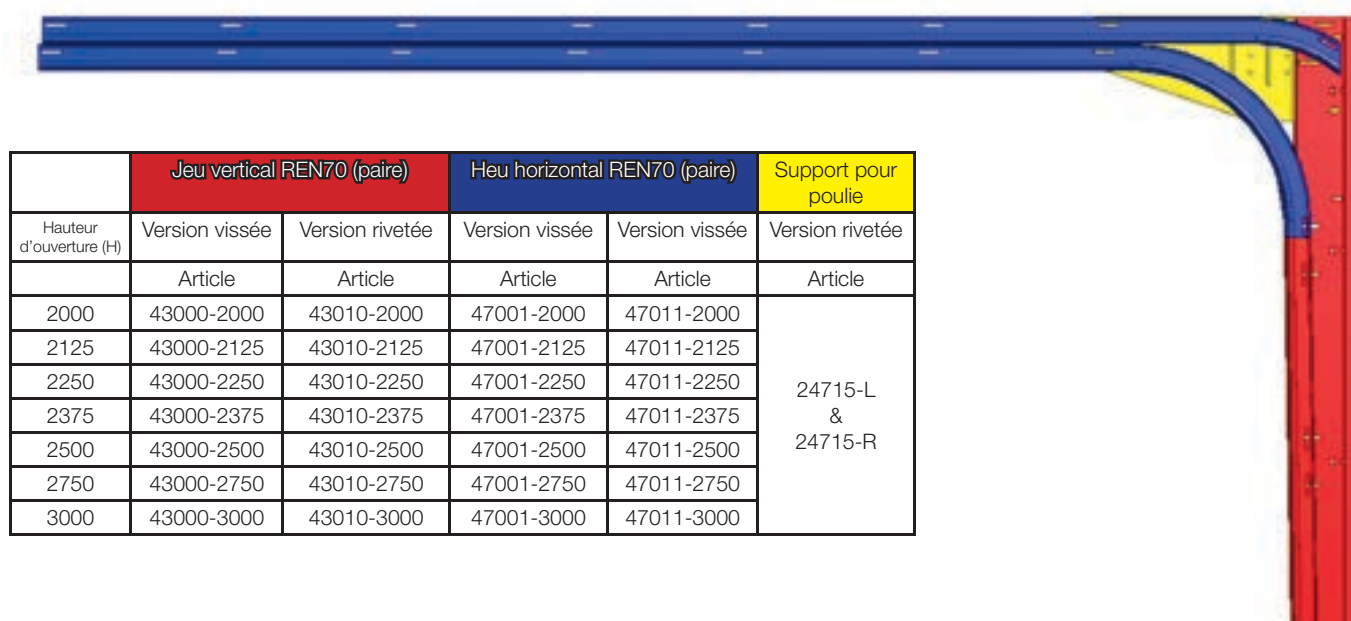 Jeu vertical REN70 (paire) Heu horizontal REN70 (paire) Support pour
poulie
Hauteur
d'ouverture (H) Version vissée Version rivetée Version vissée Version vissée Version rivetée
Article Article Article Article Article
2000 43000-2000 43010-2000 47001-2000 47011-2000
2125 43000-2125 43010-2125 47001-2125 47011-2125
2250 43000-2250 43010-2250 47001-2250 47011-2250
2375 43000-2375 43010-2375 47001-2375 47011-2375
2500 43000-2500 43010-2500 47001-2500 47011-2500
2750 43000-2750 43010-2750 47001-2750 47011-2750
3000 43000-3000 43010-3000 47001-3000 47011-3000
24715-L
&
24715-R